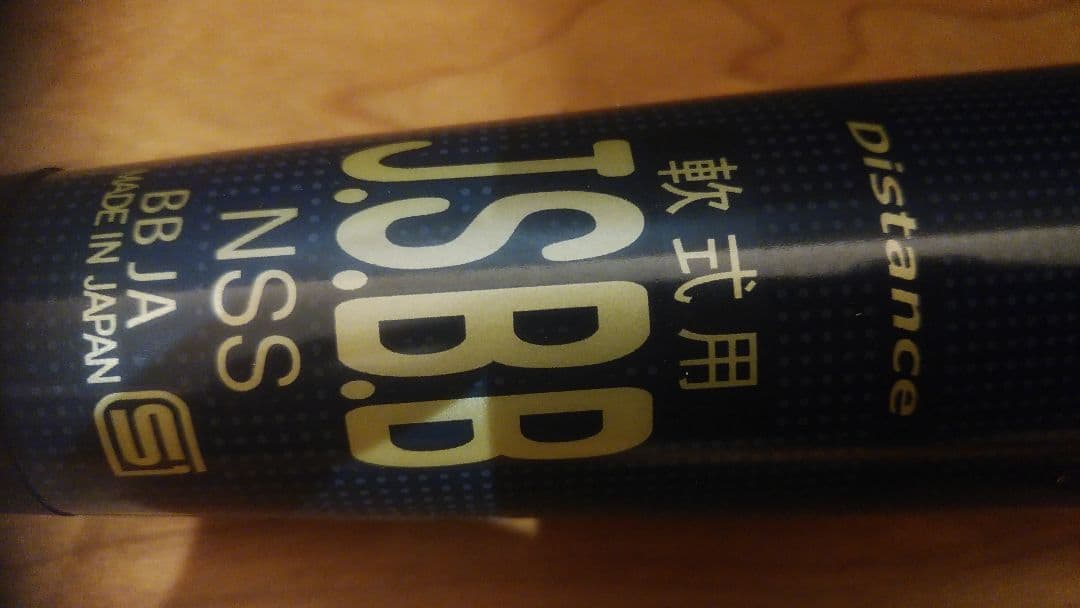 Distance
軟式用
J.S.B.B
NSS
BB JA
MADE IN JAPAN